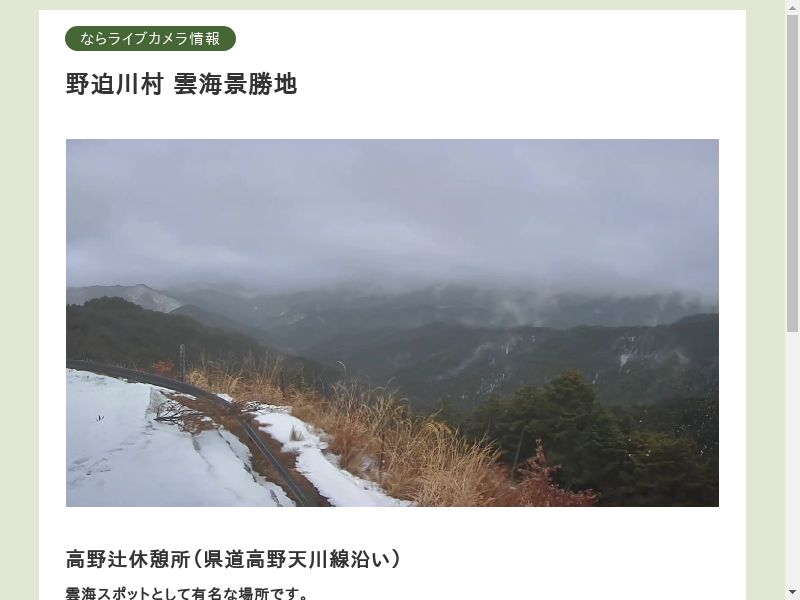 ならライブカメラ情報
野迫川村 雲海景勝地
高野辻休憩所（県道高野天川線沿い）
雲海スポットとして有名な場所です。